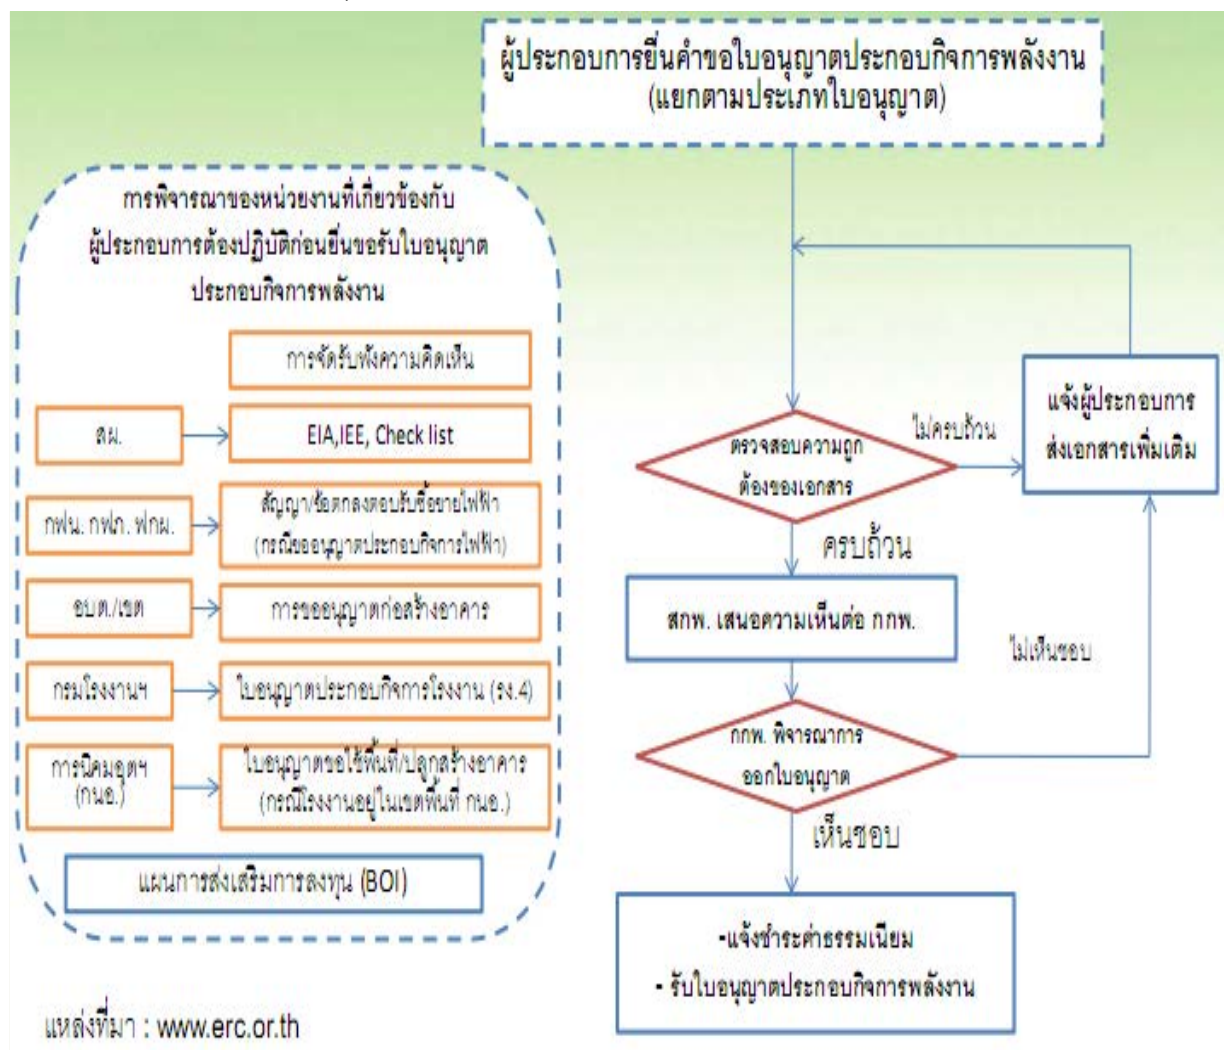 ผู้ประกอบการยื่นคำขอใบอนุญาตประกอบกิจการพลังงาน
(แยกตามประเภทใบอนุญาต)
การพิจารณาของหน่วยงานที่เกี่ยวข้องกับ
ผู้ประกอบการต้องปฏิบัติก่อนยื่นขอรับใบอนุญาต
ประกอบกิจการพลังงาน
การจัดรับฟังความคิดเห็น
สผ.
EIA,IEE, Check list
กฟน. กฟภ. ฟกผ.
สัญญา/ข้อตกลงตอบรับซื้อขายไฟฟ้า
(กรณีขออนุญาตประกอบกิจการไฟฟ้า)
อบต./เขต
การขออนุญาตก่อสร้างอาคาร
กรมโรงงานฯ
ใบอนุญาตประกอบกิจการโรงงาน (รง.4)
การนิคมอุตฯ
(กนอ.)
ใบอนุญาตขอใช้พื้นที่/ปลูกสร้างอาคาร
(กรณีโรงงานอยู่ในเขตพื้นที่ กนอ.)
แผนการส่งเสริมการลงทุน (BOI)
แหล่งที่มา : www.erc.or.th
ตรวจสอบความถูก
ต้องของเอกสาร
ไม่ครบถ้วน
แจ้งผู้ประกอบการ
ส่งเอกสารเพิ่มเติม
ครบถ้วน
สกพ. เสนอความเห็นต่อ กกพ.
ไม่เห็นชอบ
กกพ. พิจารณาการ
ออกใบอนุญาต
เห็นชอบ
-แจ้งชำระค่าธรรมเนียม
- รับใบอนุญาตประกอบกิจการพลังงาน